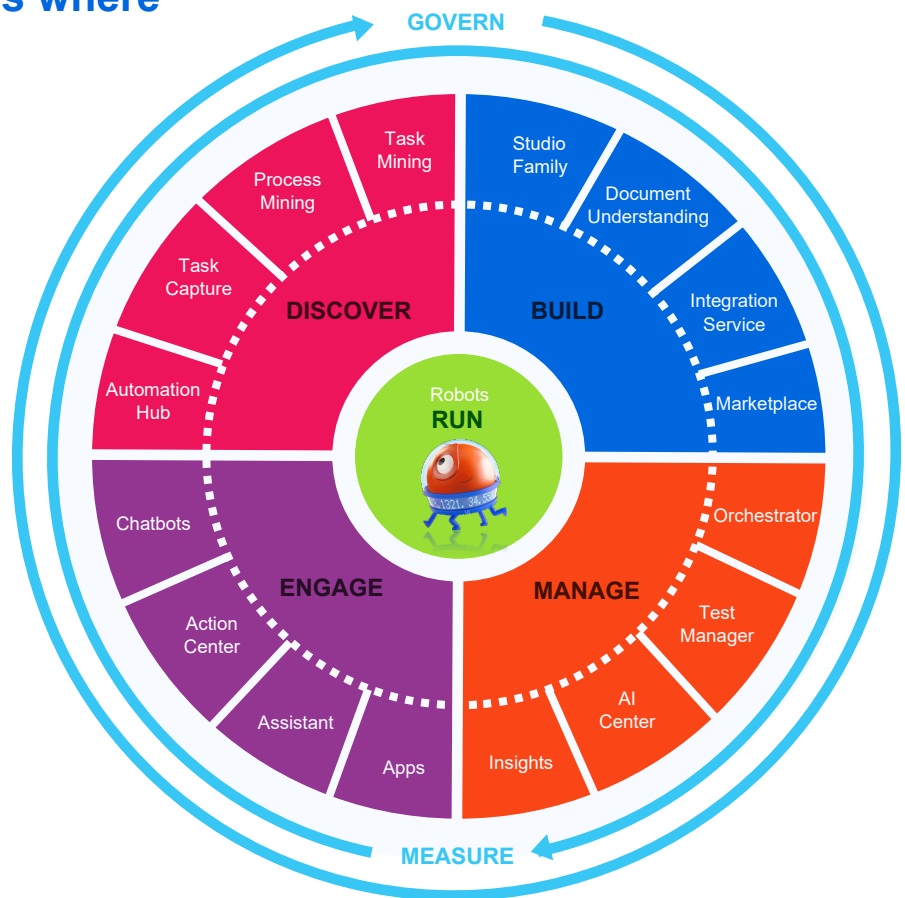 s where
GOVERN
Task
Mining
Process
Mining
Task
Capture
Automation
Hub
DISCOVER
Studio
Family
Document
Understanding
Integration
Service
Marketplace
BUILD
Robots
RUN
Chatbots
Action
Center
Assistant
Apps
ENGAGE
Orchestrator
Test
Manager
AI
Center
Insights
MANAGE
MEASURE